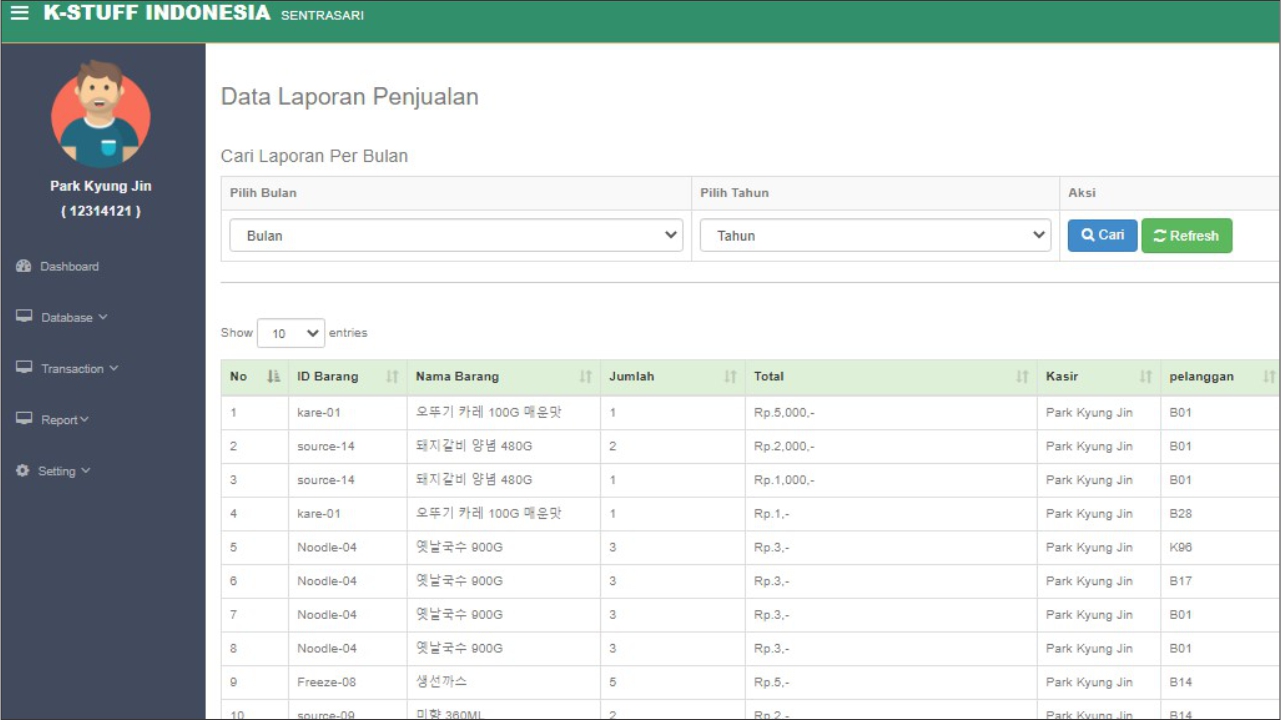 K-STUFF INDONESIA SENTRASARI
Park Kyung Jin
( 12314121 )
Dashboard
Database
Transaction
Report
Setting
Data Laporan Penjualan
Cari Laporan Per Bulan
Pilih Bulan Pilih Tahun Aksi
Bulan Tahun Cari Refresh
Show 10 entries
No ID Barang Nama Barang Jumlah Total Kasir pelanggan
1 kare-01 오뚜기 카레 100G 매운맛 1 Rp.5,000,- Park Kyung Jin B01
2 source-14 돼지갈비 양념 480G 2 Rp.2,000,- Park Kyung Jin B01
3 source-14 돼지갈비 양념 480G 1 Rp.1,000,- Park Kyung Jin B01
4 kare-01 오뚜기 카레 100G 매운맛 1 Rp.1,- Park Kyung Jin B28
5 Noodle-04 옛날국수 900G 3 Rp.3,- Park Kyung Jin K96
6 Noodle-04 옛날국수 900G 3 Rp.3,- Park Kyung Jin B17
7 Noodle-04 옛날국수 900G 3 Rp.3,- Park Kyung Jin B01
8 Noodle-04 옛날국수 900G 3 Rp.3,- Park Kyung Jin B01
9 Freeze-08 생선까스 5 Rp.5,- Park Kyung Jin B14
10 source-09 미향 360ML 2 Rp.2,- Park Kyung Jin B14